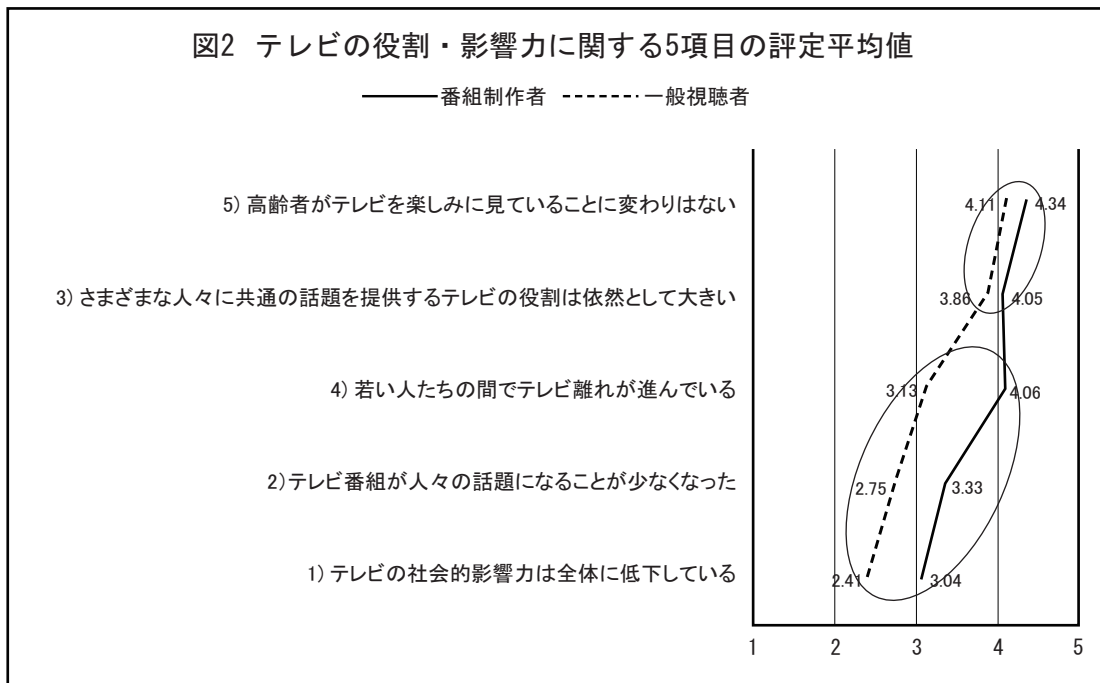 図2 テレビの役割・影響力に関する5項目の評定平均値
番組制作者 一般視聴者
5) 高齢者がテレビを楽しみに見ていることに変わりはない
4.11 4.34
3) さまざまな人々に共通の話題を提供するテレビの役割は依然として大きい
3.86 4.05
4) 若い人たちの間でテレビ離れが進んでいる
3.13 4.06
2)テレビ番組が人々の話題になることが少なくなった
2.75 3.33
1) テレビの社会的影響力は全体に低下している
2.41 3.04
1 2 3 4 5